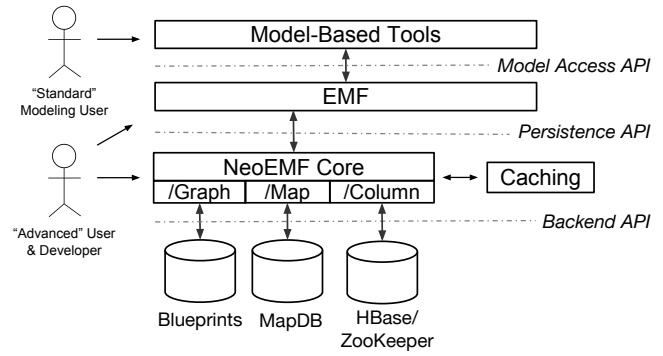 Model-Based Tools
Model Access API
“Standard”
Modeling User
EMF
Persistence API
NeoEMF Core
/Graph
/Map
/Column
Caching
Backend API
“Advanced” User
& Developer
Blueprints
MapDB
HBase/
ZooKeeper